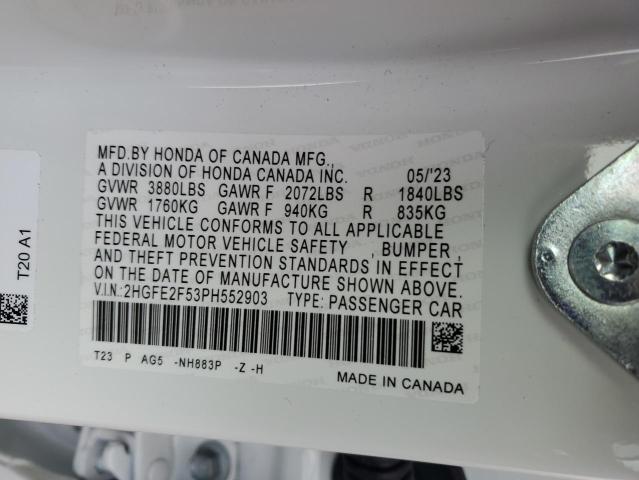 MFD.BY HONDA OF CANADA MFG.,
A DIVISION OF HONDA CANADA INC. 05/'23
GVWR 3880LBS GAWR F 2072LBS R 1840LBS
GVWR 1760KG GAWR F 940KG R 835KG
THIS VEHICLE CONFORMS TO ALL APPLICABLE
FEDERAL MOTOR VEHICLE SAFETY , BUMPER ,
AND THEFT PREVENTION STANDARDS IN EFFECT
ON THE DATE OF MANUFACTURE SHOWN ABOVE.
V.I.N.:2HGFE2F53PH552903 TYPE: PASSENGER CAR
T23 P AG5 -NH883P -Z -H
MADE IN CANADA
T20 A1